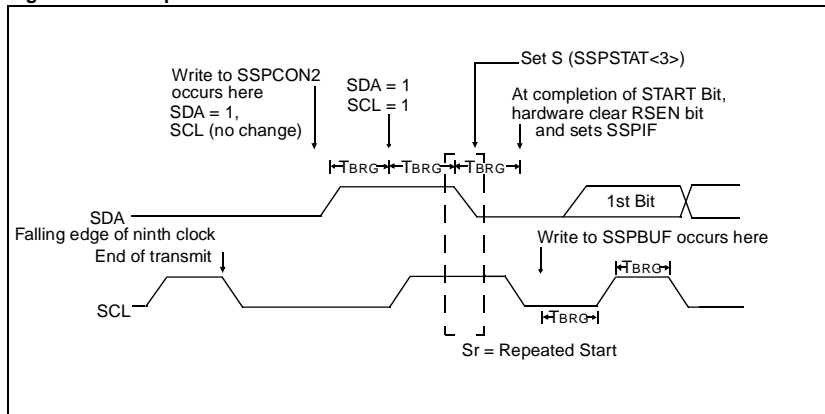 Set S (SSPSTAT<3>)
Write to SSPCON2
occurs here
SDA = 1,
SCL (no change)
SDA = 1
SCL = 1
At completion of START Bit,
hardware clear RSEN bit
and sets SSPIF
TBRG TBRG TBRG
SDA
1st Bit
Falling edge of ninth clock
End of transmit
Write to SSPBUF occurs here
TBRG
SCL
TBRG
Sr = Repeated Start